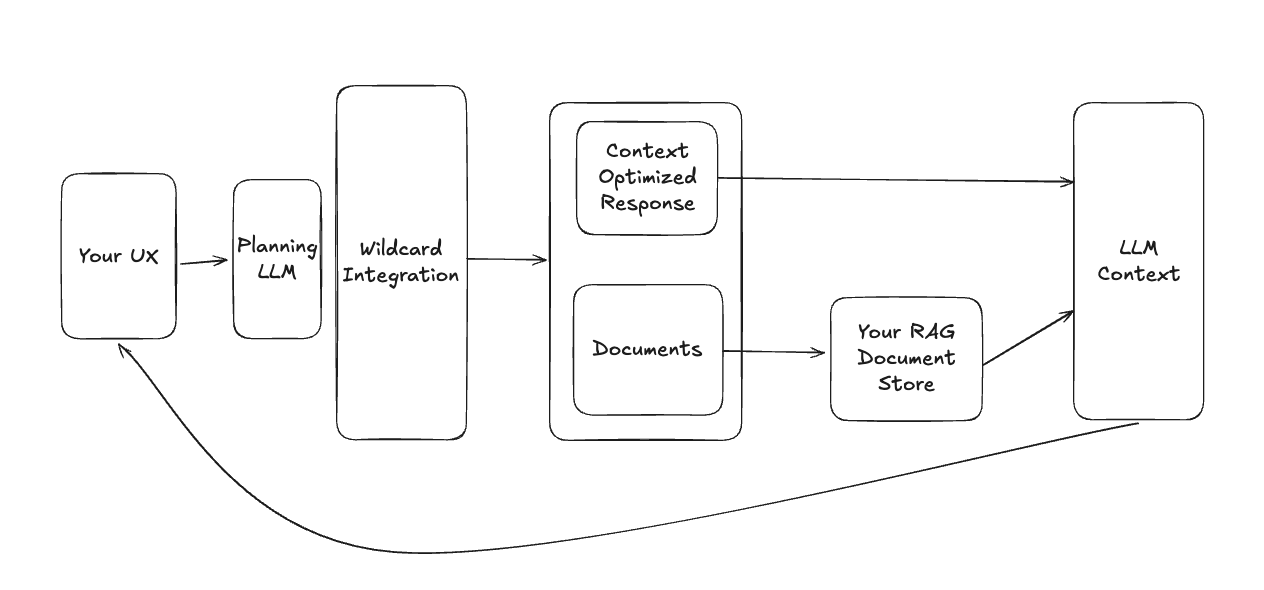 Your UX
Planning
LLM
Wildcard
Integration
Context
Optimized
Response
Documents
Your RAG
Document
Store
LLM
Context